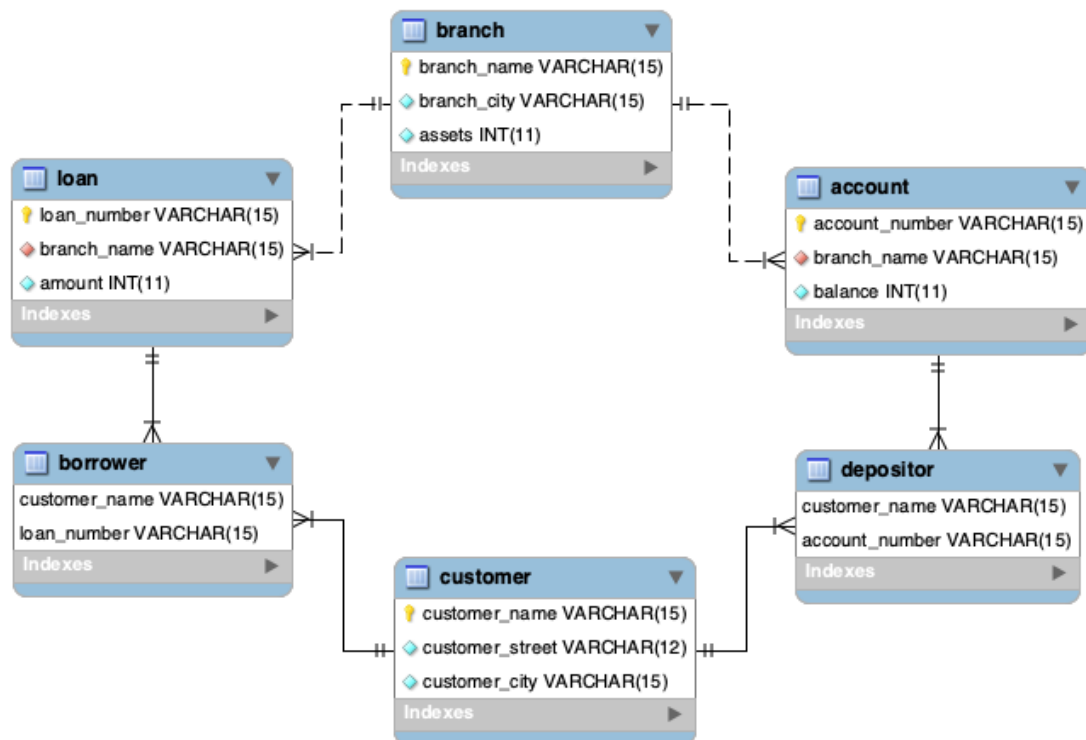 branch
branch_name VARCHAR(15)
branch_city VARCHAR(15)
assets INT(11)
Indexes
loan
loan_number VARCHAR(15)
branch_name VARCHAR(15)
amount INT(11)
Indexes
account
account_number VARCHAR(15)
branch_name VARCHAR(15)
balance INT(11)
Indexes
borrower
customer_name VARCHAR(15)
loan_number VARCHAR(15)
Indexes
depositor
customer_name VARCHAR(15)
account_number VARCHAR(15)
Indexes
customer
customer_name VARCHAR(15)
customer_street VARCHAR(12)
customer_city VARCHAR(15)
Indexes